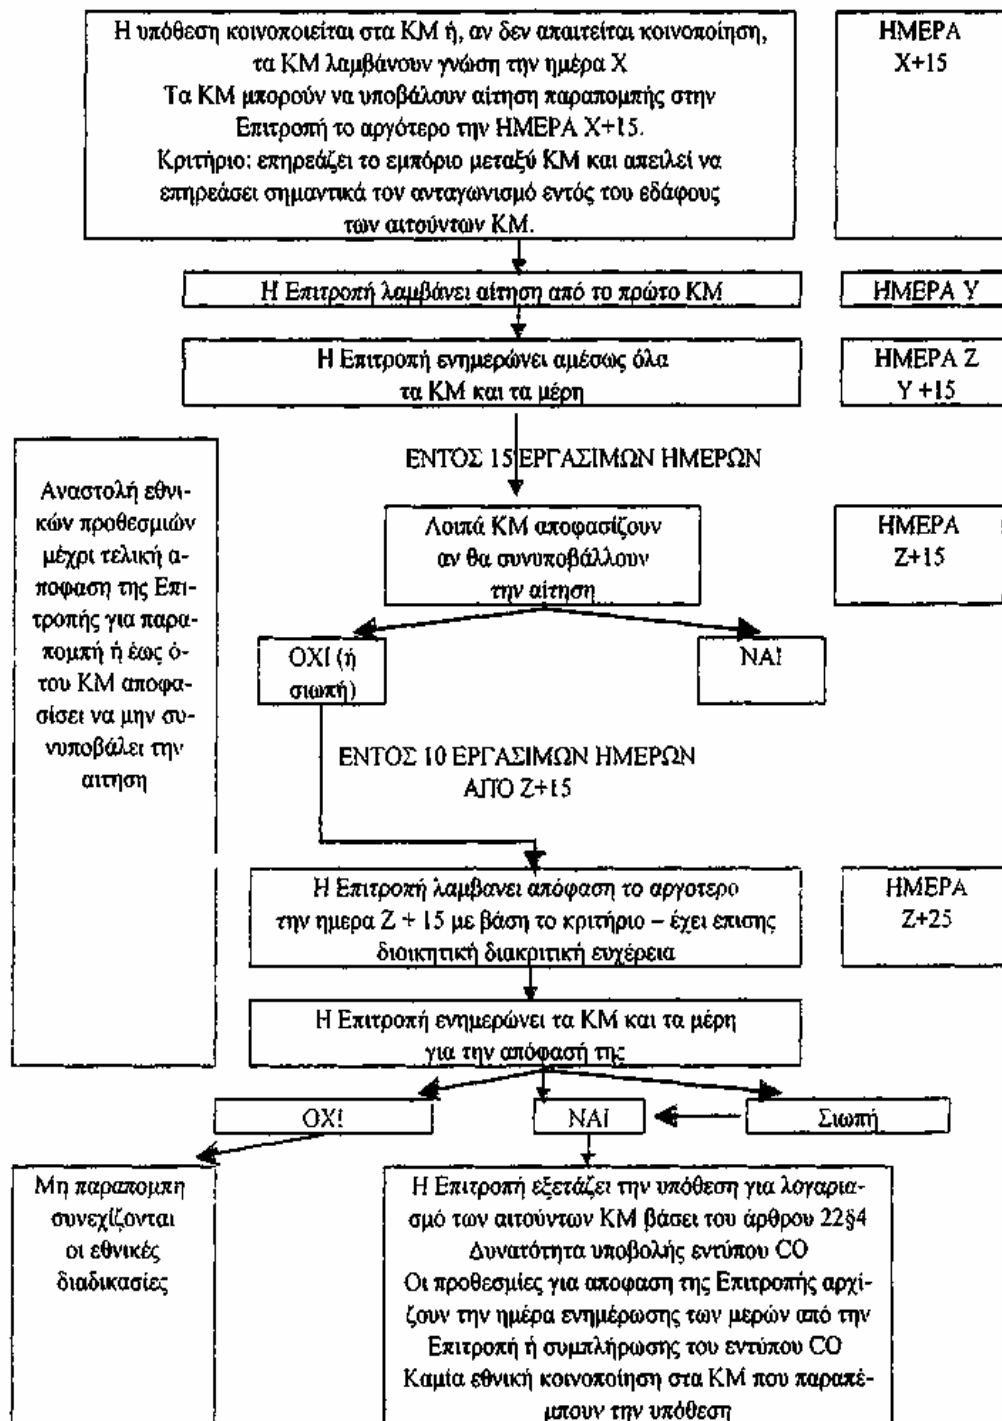 Η υπόθεση κοινοποιείται στα ΚΜ ή, αν δεν απαιτείται κοινοποίηση,
τα ΚΜ λαμβάνουν γνώση την ημέρα Χ
Τα ΚΜ μπορούν να υποβάλουν αίτηση παραπομπής στην
Επιτροπή το αργότερο την ΗΜΕΡΑ Χ+15.
Κριτήριο: επηρεάζει το εμπόριο μεταξύ ΚΜ και απειλεί να
επηρεάσει σημαντικά τον ανταγωνισμό εντός του εδάφους
των αιτούντων ΚΜ.
ΗΜΕΡΑ
Χ+15
Η Επιτροπή λαμβάνει αίτηση από το πρώτο ΚΜ
ΗΜΕΡΑ Υ
Η Επιτροπή ενημερώνει αμέσως όλα
τα ΚΜ και τα μέρη
ΗΜΕΡΑ Ζ
Υ +15
ΕΝΤΟΣ 15 ΕΡΓΑΣΙΜΩΝ ΗΜΕΡΩΝ
Αναστολή εθνι-
κών προθεσμιών
μέχρι τελική α-
ποφαση της Επι-
τροπής για παρα-
πομπή ή έως ό-
του ΚΜ αποφα-
σίσει να μην συ-
νυποβάλει την
αιτηση
Λοιπά ΚΜ αποφασίζουν
αν θα συνυποβάλλουν
την αίτηση
ΗΜΕΡΑ
Ζ+15
ΟΧΙ (ή
σιωπή)
ΝΑΙ
ΕΝΤΟΣ 10 ΕΡΓΑΣΙΜΩΝ ΗΜΕΡΩΝ
ΑΠΟ Ζ+15
Η Επιτροπή λαμβανει απόφαση το αργοτερο
την ημερα Ζ + 15 με βάση το κριτήριο – έχει επισης
διοικητική διακριτική ευχέρεια
ΗΜΕΡΑ
Ζ+25
Η Επιτροπή ενημερώνει τα ΚΜ και τα μέρη
για την απόφασή της
ΟΧΙ
ΝΑΙ
Σιωπή
Μη παραπομπη
συνεχίζονται
οι εθνικές
διαδικασίες
Η Επιτροπή εξετάζει την υπόθεση για λογαρια-
σμό των αιτούντων ΚΜ βάσει του άρθρου 22§4
Δυνατότητα υποβολής εντύπου CO
Οι προθεσμίες για αποφαση της Επιτροπής αρχί-
ζουν την ημέρα ενημέρωσης των μερών από την
Επιτροπή ή συμπλήρωσης του εντύπου CO
Καμία εθνική κοινοποίηση στα ΚΜ που παραπέ-
μπουν την υπόθεση